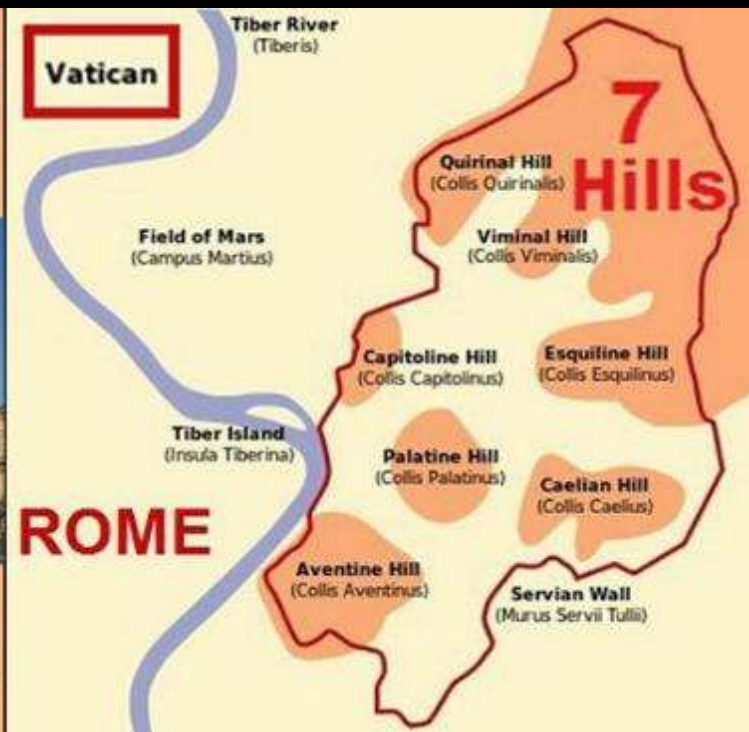 Tiber River
(Tiberis)
Vatican
7
Hills
Quirinal Hill
(Collis Quirinalis)
Field of Mars
(Campus Martius)
Viminal Hill
(Collis Viminalis)
Capitoline Hill
(Collis Capitolinus)
Esquiline Hill
(Collis Esquilinus)
Tiber Island
(Insula Tiberina)
Palatine Hill
(Collis Palatinus)
Caelian Hill
(Collis Caelius)
ROME
Aventine Hill
(Collis Aventinus)
Servian Wall
(Murus Servii Tullii)